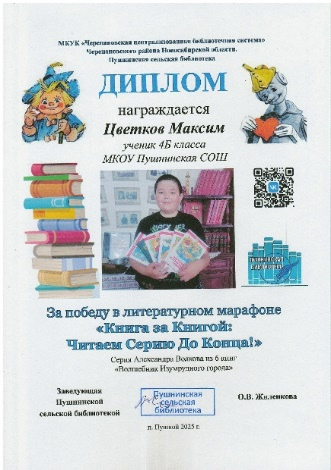 МКУК «Черепановская централизованная библиотечная система»
Черепановского района Новосибирской области.
Пушнинская сельская библиотека
ДИПЛОМ
награждается
Цветков Максим
ученик 4Б класса
МКОУ Пушнинская СОШ
За победу в литературном марафоне
«Книга за Книгой:
Читаем Серию До Конца!»
Серия Александра Волкова из 6 книг
«Волшебник Изумрудного города»
Заведующая
Пушнинской
сельской библиотекой
Пушнинская
сельская
библиотека
О.В. Жиленкова
п. Пушной 2025 г.